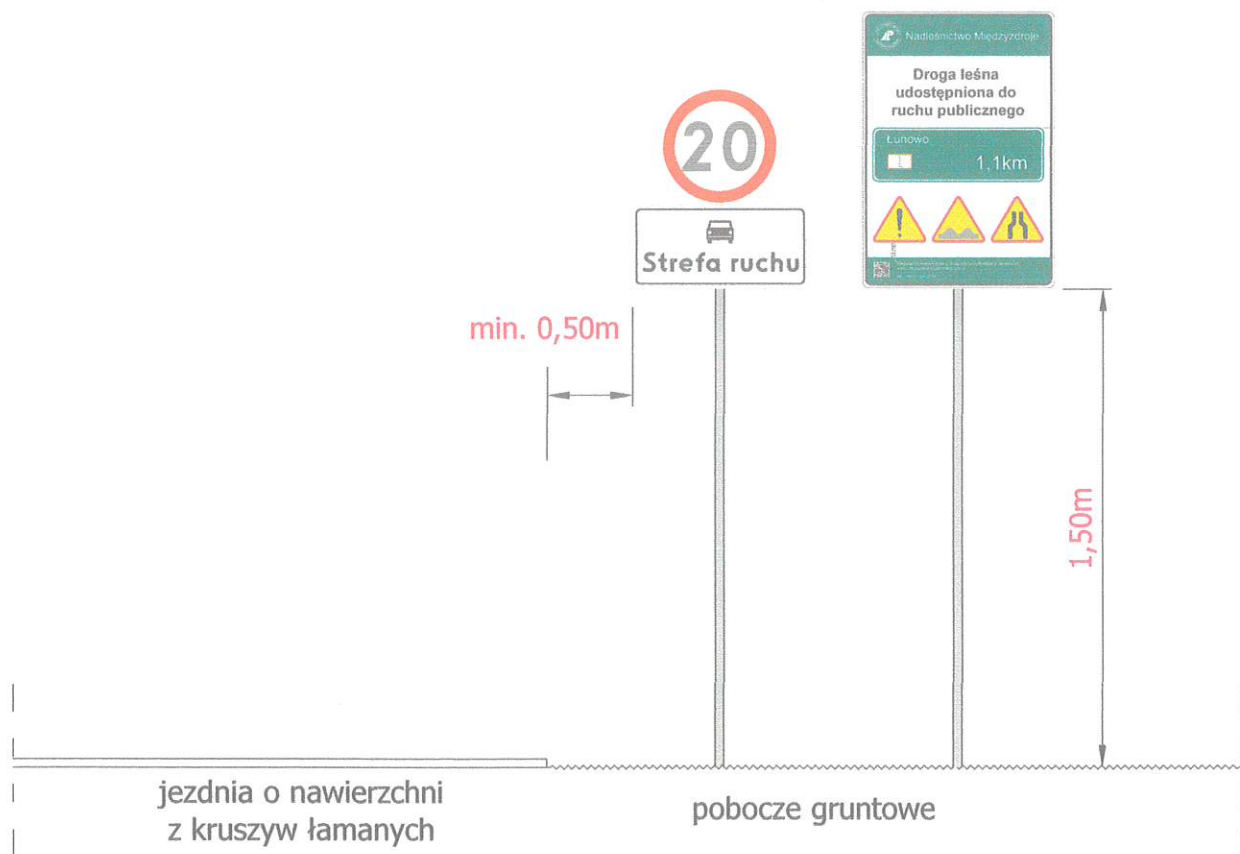 Nadleśnictwo Międzyzdroje
Droga leśna
udostępniona do
ruchu publicznego
Łunowo
1,1km
20
Strefa ruchu
min. 0,50m
1,50m
jezdnia o nawierzchni
z kruszyw łamanych
pobocze gruntowe